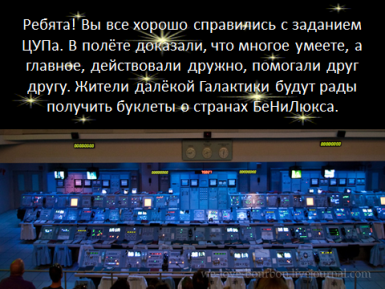 Ребята! Вы все хорошо справились с заданием
ЦУПа. В полёте доказали, что многое умеете, а
главное, действовали дружно, помогали друг
другу. Жители далёкой Галактики будут рады
получить буклеты о странах БеНиЛюкса.